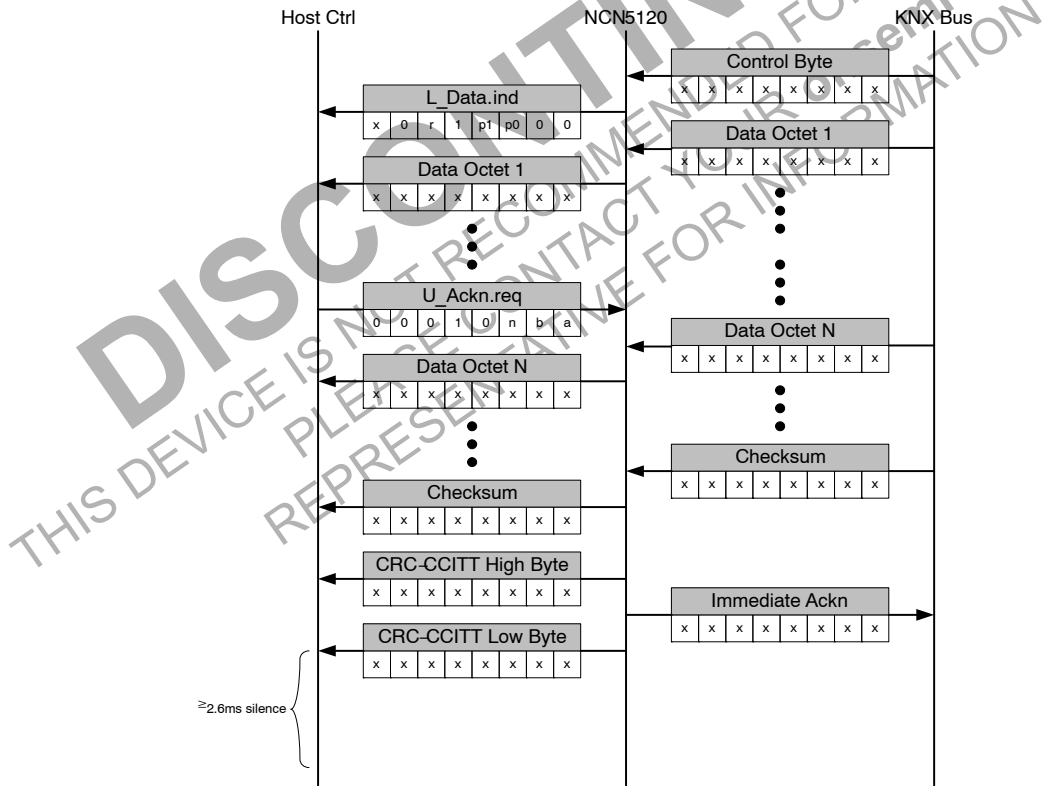 Host Ctrl NCN5120 KNX Bus
Control Byte
x x x x x x x x
L_Data.ind
x 0 r 1 p1 p0 0 0
Data Octet 1
x x x x x x x x
Data Octet 1
x x x x x x x x
U_Ackn.req
0 0 0 1 0 n b a
Data Octet N
x x x x x x x x
Data Octet N
x x x x x x x x
Checksum
x x x x x x x x
Checksum
x x x x x x x x
CRC-CCITT High Byte
x x x x x x x x
Immediate Ackn
x x x x x x x x
CRC-CCITT Low Byte
x x x x x x x x
≥2.6ms silence
DISCONTIN
THIS DEVICE IS NOT RECOMMENDED FOR
PLEASE CONTACT YOUR onsemi
REPRESENTATIVE FOR INFORMATION